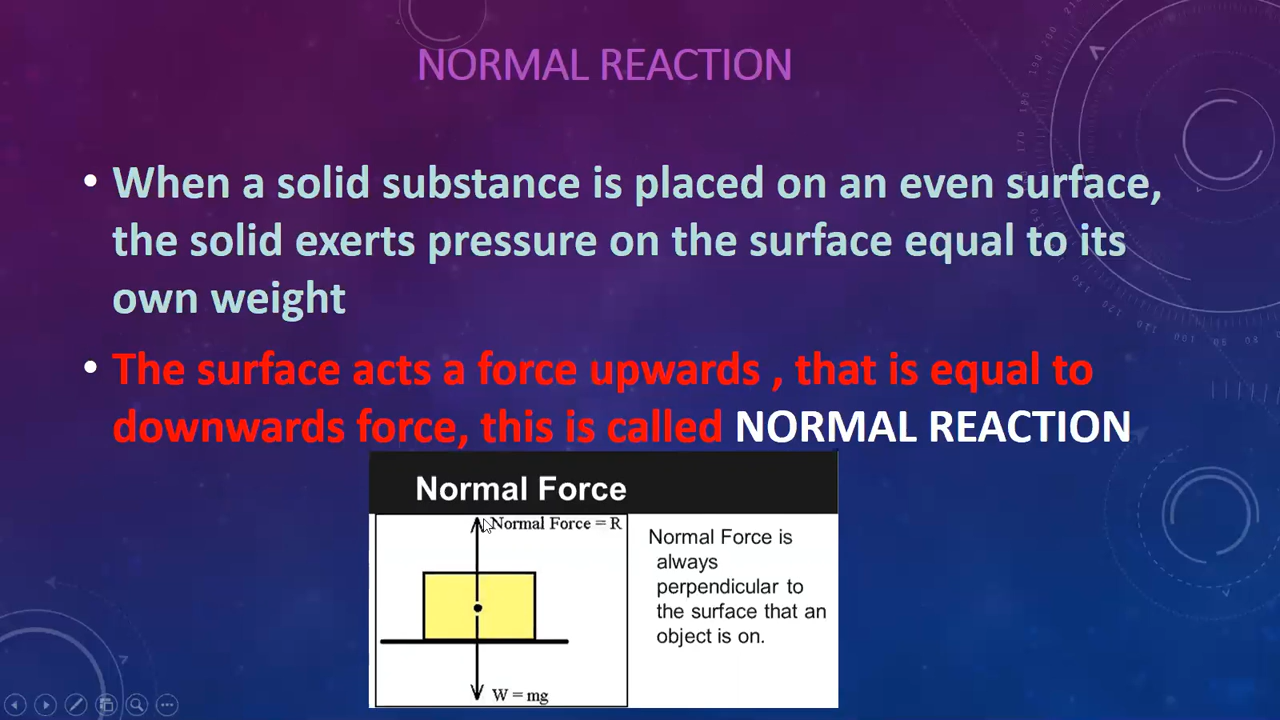 NORMAL REACTION
• When a solid substance is placed on an even surface,
the solid exerts pressure on the surface equal to its
own weight
• The surface acts a force upwards , that is equal to
downwards force, this is called NORMAL REACTION
Normal Force
Normal Force = R
W = mg
Normal Force is
always
perpendicular to
the surface that an
object is on.